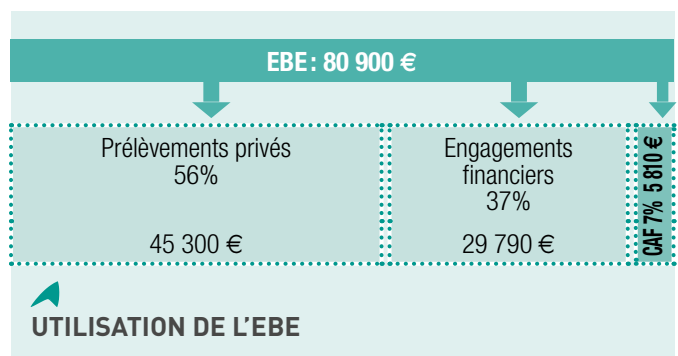 EBE : 80 900 €
Prélèvements privés
56%
45 300 €
Engagements
financiers
37%
29 790 €
CAF 7% 5 810 €
UTILISATION DE L'EBE